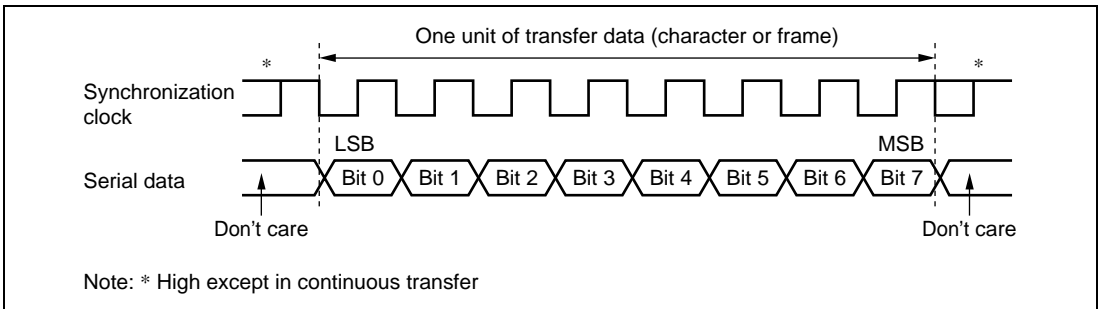 One unit of transfer data (character or frame)
* *
Synchronization
clock
LSB MSB
Serial data Bit 0 Bit 1 Bit 2 Bit 3 Bit 4 Bit 5 Bit 6 Bit 7
Don't care Don't care
Note: * High except in continuous transfer